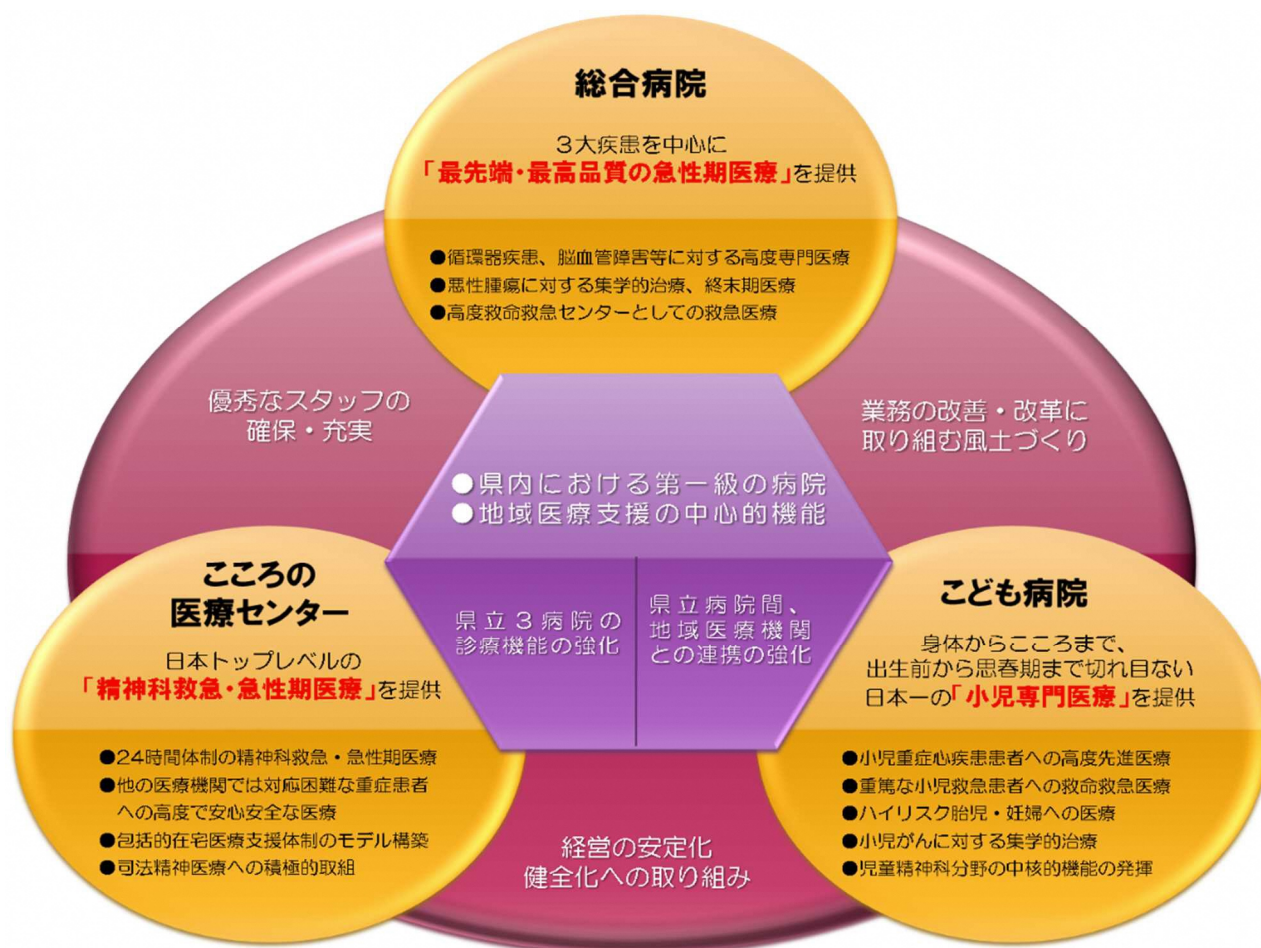 総合病院
３大疾患を中心に
「最先端・最高品質の急性期医療」を提供
●循環器疾患、脳血管障害等に対する高度専門医療
●悪性腫瘍に対する集学的治療、終末期医療
●高度救命救急センターとしての救急医療
優秀なスタッフの
確保・充実
業務の改善・改革に
取り組む風土づくり
●県内における第一級の病院
●地域医療支援の中心的機能
県立３病院の
診療機能の強化
県立病院間、
地域医療機関
との連携の強化
こころの
医療センター
日本トップレベルの
「精神科救急・急性期医療」を提供
●24時間体制の精神科救急・急性期医療
●他の医療機関では対応困難な重症患者
への高度で安心安全な医療
●包括的在宅医療支援体制のモデル構築
●司法精神医療への積極的取組
こども病院
身体からこころまで、
出生前から思春期まで切れ目ない
日本一の「小児専門医療」を提供
●小児重症心疾患患者への高度先進医療
●重篤な小児救急患者への救命救急医療
●ハイリスク胎児・妊婦への医療
●小児がんに対する集学的治療
●児童精神科分野の中核的機能の発揮
経営の安定化
健全化への取り組み